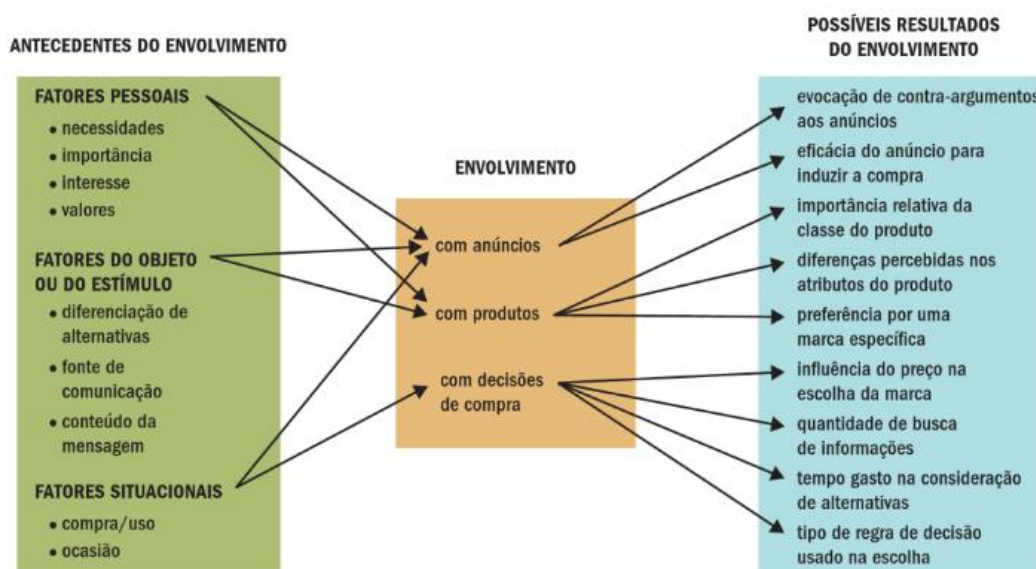 ANTECEDENTES DO ENVOLVIMENTO
FATORES PESSOAIS
• necessidades
• importância
• interesse
• valores
FATORES DO OBJETO
OU DO ESTÍMULO
• diferenciação de
alternativas
• fonte de
comunicação
• conteúdo da
mensagem
FATORES SITUACIONAIS
• compra/uso
• ocasião
ENVOLVIMENTO
com anúncios
com produtos
com decisões
de compra
POSSÍVEIS RESULTADOS
DO ENVOLVIMENTO
evocação de contra-argumentos
aos anúncios
eficácia do anúncio para
induzir a compra
importância relativa da
classe do produto
diferenças percebidas nos
atributos do produto
preferência por uma
marca específica
influência do preço na
escolha da marca
quantidade de busca
de informações
tempo gasto na consideração
de alternativas
tipo de regra de decisão
usado na escolha